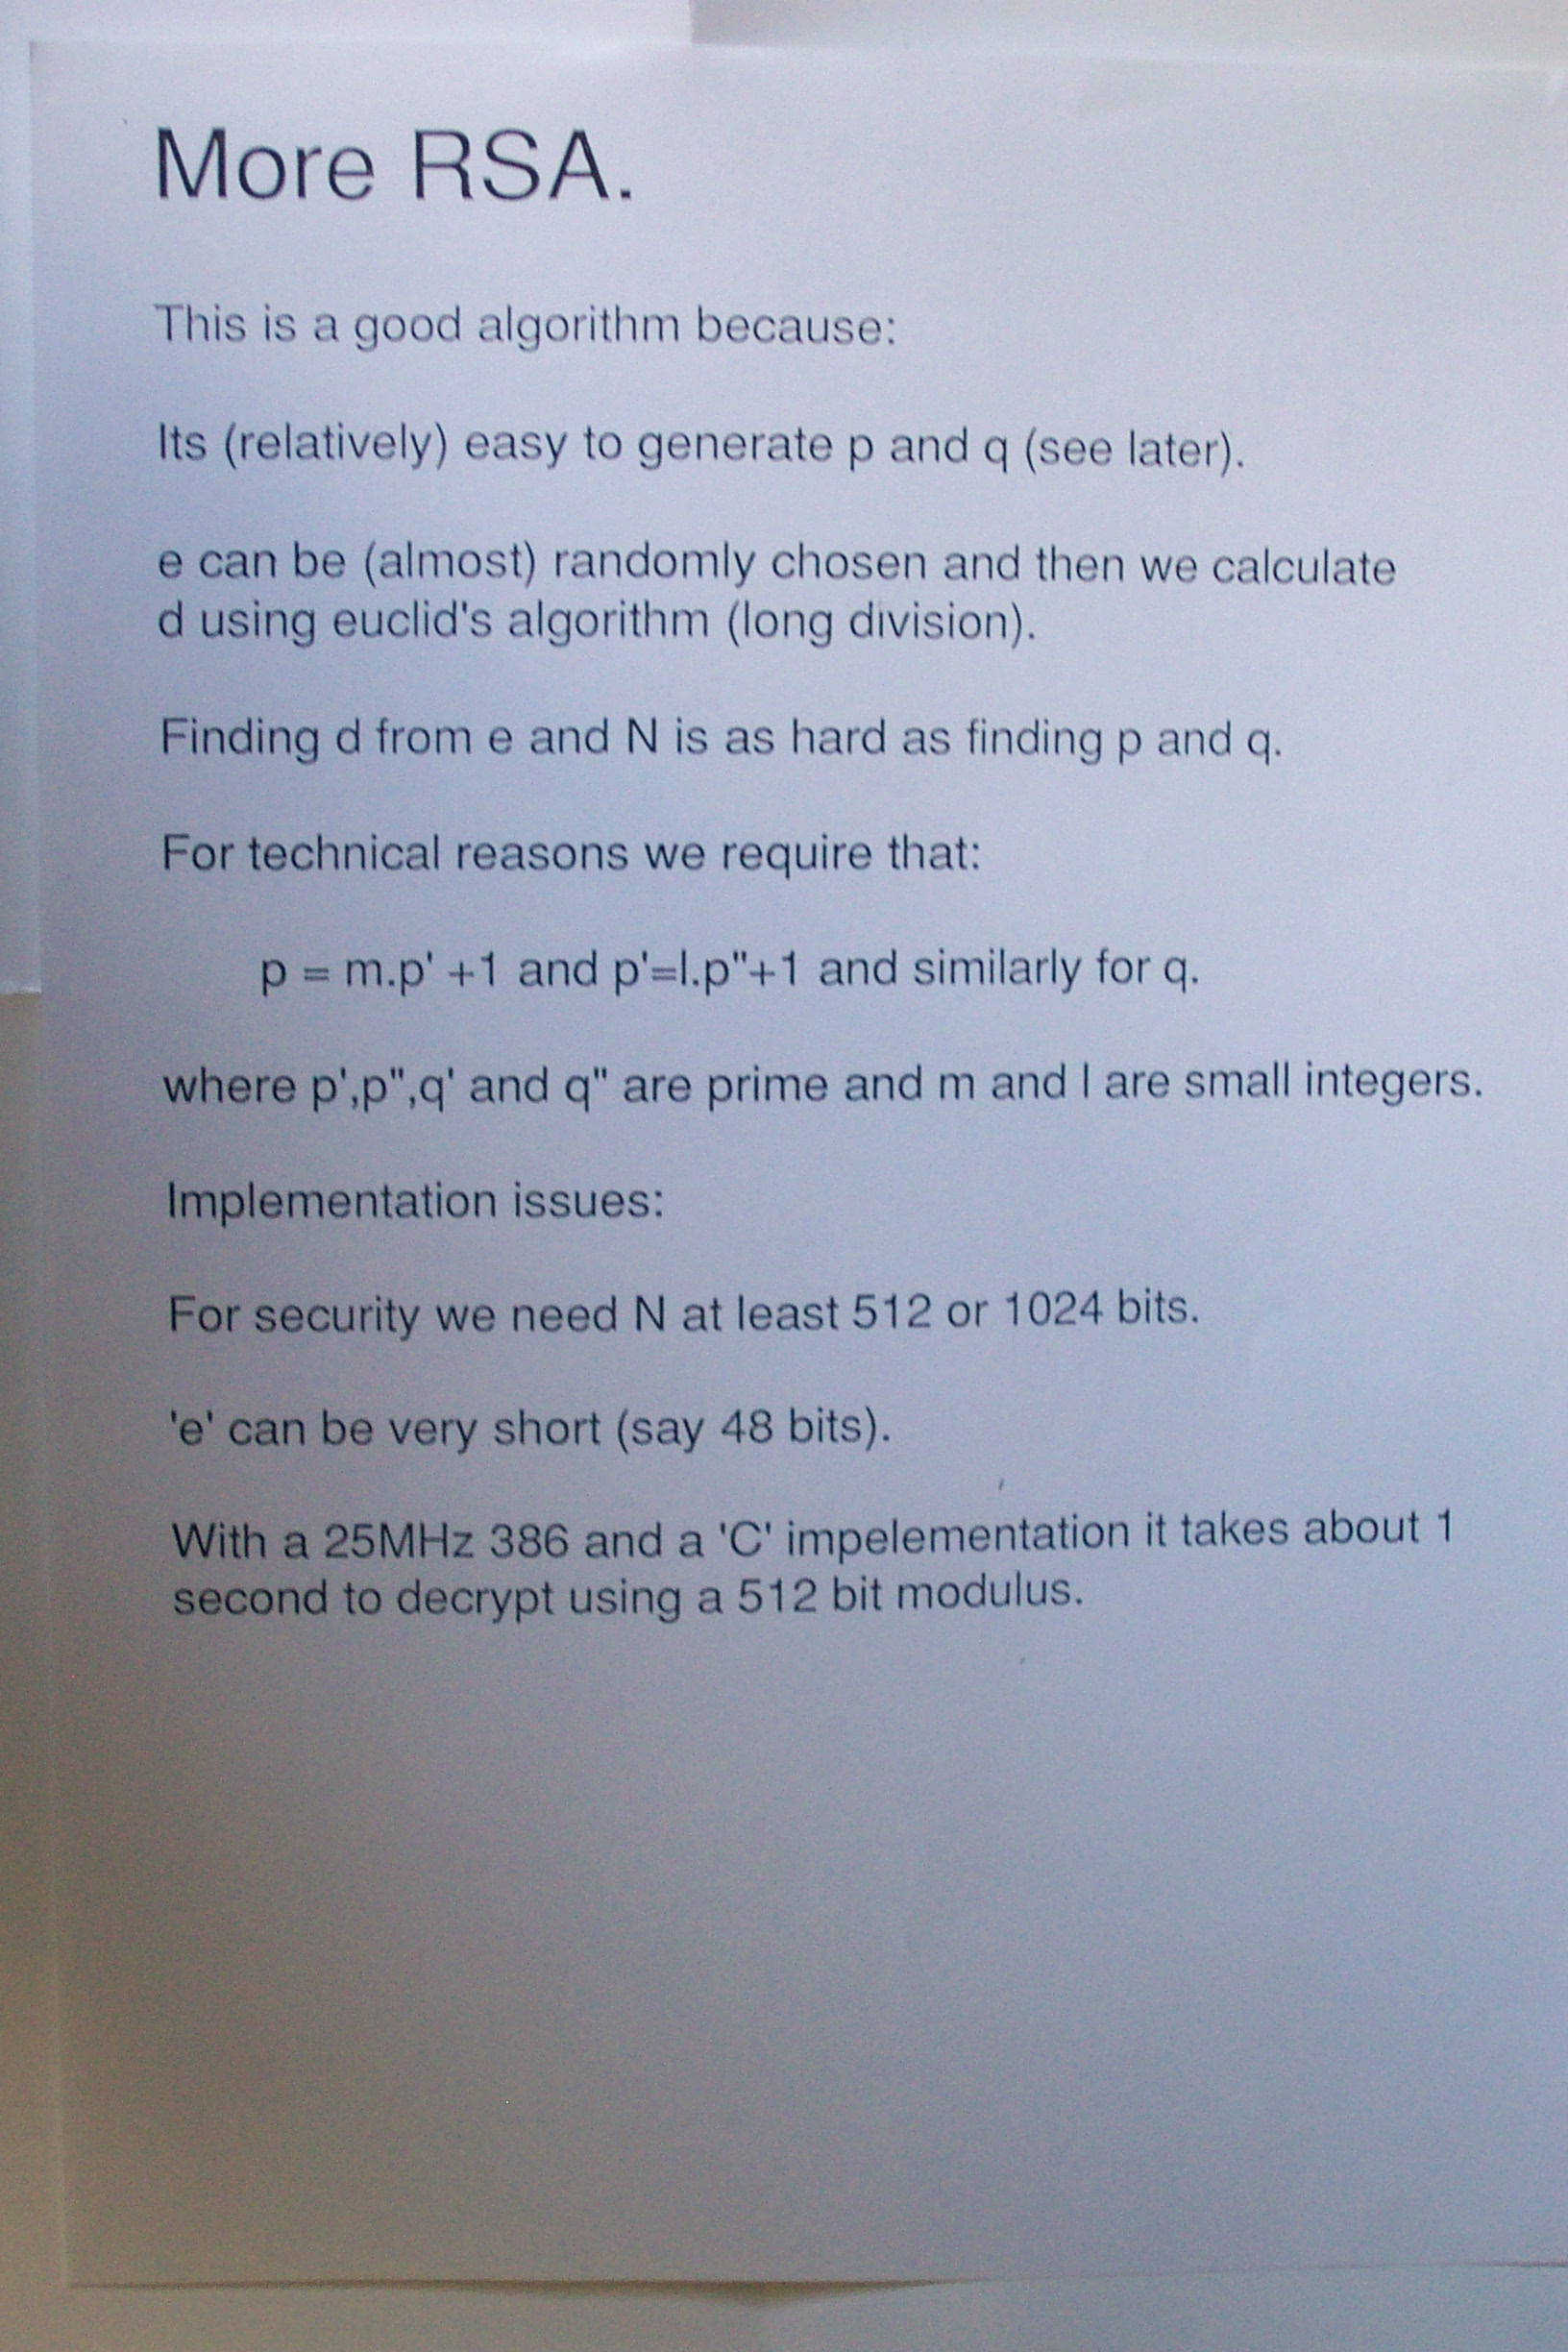 More RSA.
This is a good algorithm because:
Its (relatively) easy to generate p and q (see later).
e can be (almost) randomly chosen and then we calculate
d using euclid's algorithm (long division).
Finding d from e and N is as hard as finding p and q.
For technical reasons we require that:
p = m.p' +1 and p'=l.p"+1 and similarly for q.
where p',p",q' and q" are prime and m and l are small integers.
Implementation issues:
For security we need N at least 512 or 1024 bits.
'e' can be very short (say 48 bits).
With a 25MHz 386 and a 'C' impelementation it takes about 1
second to decrypt using a 512 bit modulus.